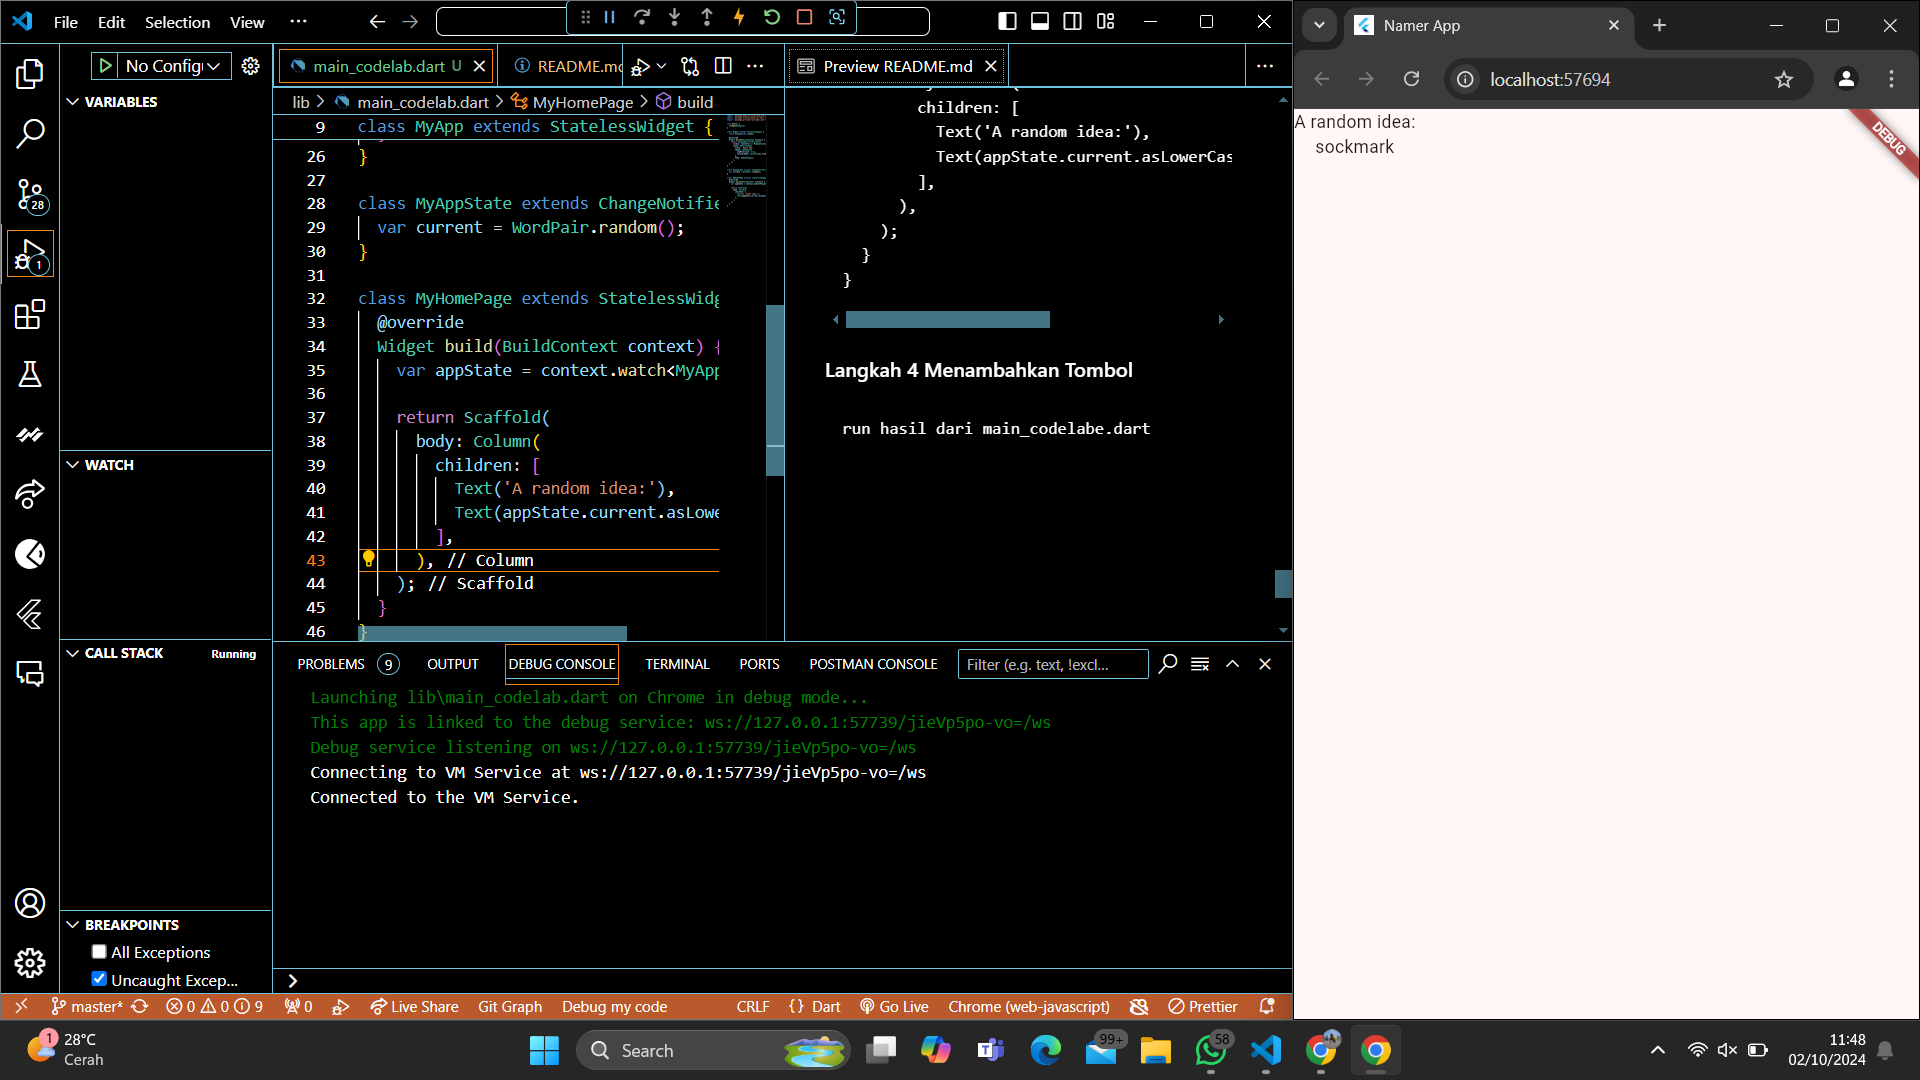 File Edit Selection View ···
No Config
main_codelab.dart U
README.md
Preview README.md
lib > main_codelab.dart > MyHomePage > build
VARIABLES
WATCH
CALL STACK Running
BREAKPOINTS
All Exceptions
Uncaught Excep...
28
1
9 class MyApp extends StatelessWidget {
26 }
27
28 class MyAppState extends ChangeNotifie
29 var current = WordPair.random();
30 }
31
32 class MyHomePage extends StatelessWidg
33 @override
34 Widget build(BuildContext context) {
35 var appState = context.watch<MyApp
36
37 return Scaffold(
38 body: Column(
39 children: [
40 Text('A random idea:'),
41 Text(appState.current.asLowe
42 ],
43 ), // Column
44 ); // Scaffold
45 }
46 }
children: [
Text('A random idea:'),
Text(appState.current.asLowerCas
],
),
);
}
}
Langkah 4 Menambahkan Tombol
run hasil dari main_codelabe.dart
PROBLEMS 9 OUTPUT DEBUG CONSOLE TERMINAL PORTS POSTMAN CONSOLE Filter (e.g. text, !excl...
Launching lib\main_codelab.dart on Chrome in debug mode...
This app is linked to the debug service: ws://127.0.0.1:57739/jieVp5po-vo=/ws
Debug service listening on ws://127.0.0.1:57739/jieVp5po-vo=/ws
Connecting to VM Service at ws://127.0.0.1:57739/jieVp5po-vo=/ws
Connected to the VM Service.
master* 0 0 9 0 Live Share Git Graph Debug my code CRLF {} Dart Go Live Chrome (web-javascript) Prettier
Namer App
localhost:57694
A random idea:
sockmark
DEBUG
1
28°C
Cerah
Search
99+
58
11:48
02/10/2024